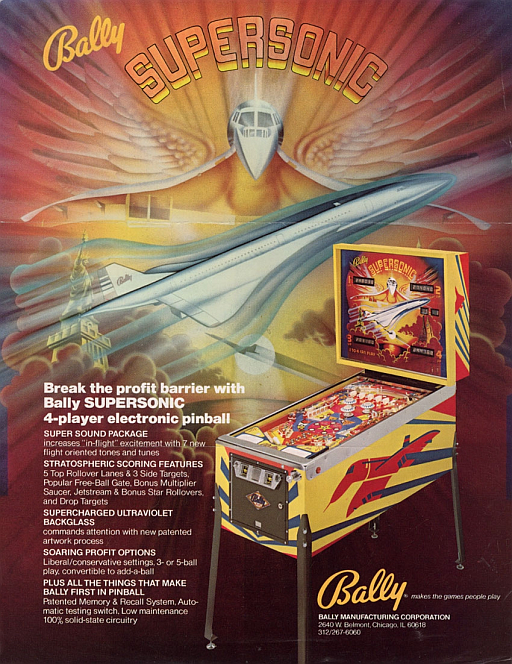 Bally
SUPERSONIC
Bally
SUPERSONIC
1
2
3
4
Break the profit barrier with
Bally SUPERSONIC
4-player electronic pinball
SUPER SOUND PACKAGE
increases "in-flight" excitement with 7 new
flight oriented tones and tunes
STRATOSPHERIC SCORING FEATURES
5 Top Rollover Lanes & 3 Side Targets,
Popular Free-Ball Gate, Bonus Multiplier
Saucer, Jetstream & Bonus Star Rollovers,
and Drop Targets
SUPERCHARGED ULTRAVIOLET
BACKGLASS
commands attention with new patented
artwork process
SOARING PROFIT OPTIONS
Liberal/conservative settings, 3- or 5-ball
play, convertible to add-a-ball
PLUS ALL THE THINGS THAT MAKE
BALLY FIRST IN PINBALL
Patented Memory & Recall System, Auto-
matic testing switch, Low maintenance
100% solid-state circuitry
Bally® makes the games people play
BALLY MANUFACTURING CORPORATION
2640 W. Belmont, Chicago, IL 60618
312/267-6060